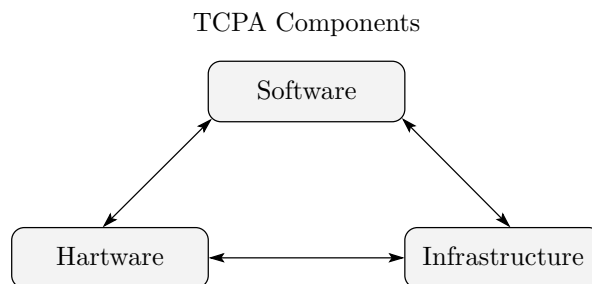 TCPA Components
Software
Hartware
Infrastructure